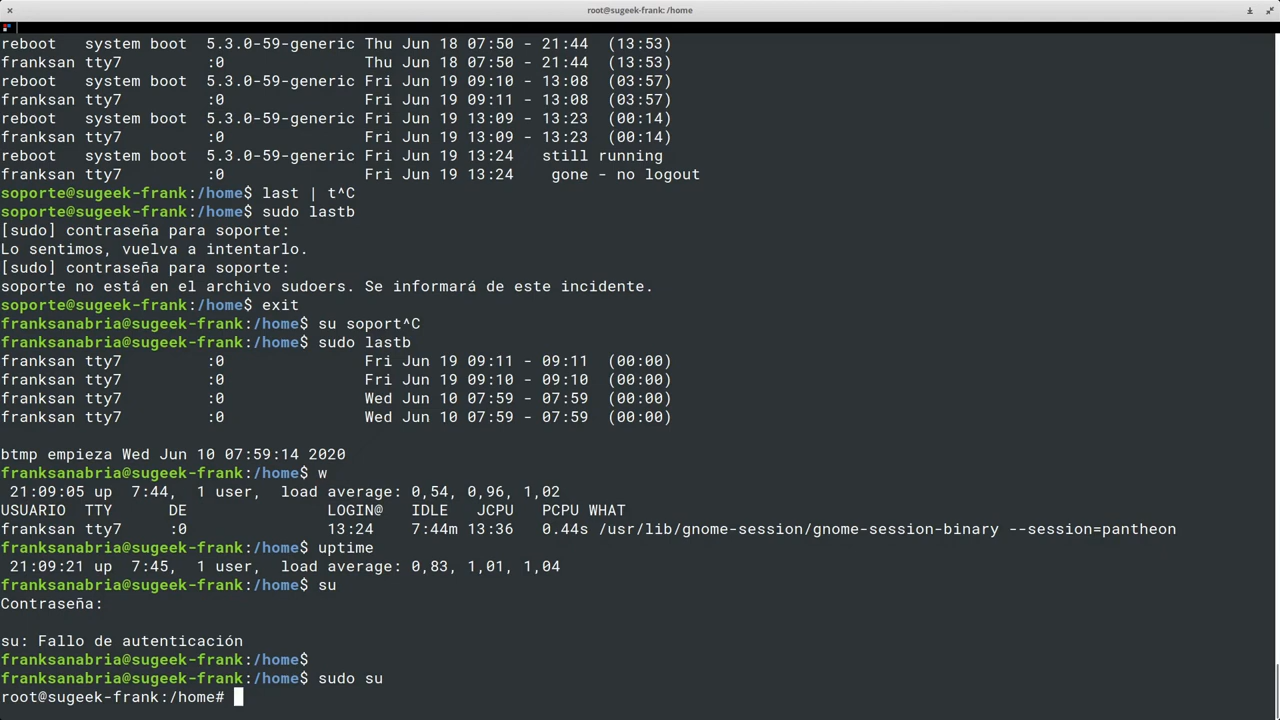 root@sugeek-frank: /home
reboot   system boot  5.3.0-59-generic Thu Jun 18 07:50 - 21:44  (13:53)
franksan tty7         :0               Thu Jun 18 07:50 - 21:44  (13:53)
reboot   system boot  5.3.0-59-generic Fri Jun 19 09:10 - 13:08  (03:57)
franksan tty7         :0               Fri Jun 19 09:11 - 13:08  (03:57)
reboot   system boot  5.3.0-59-generic Fri Jun 19 13:09 - 13:23  (00:14)
franksan tty7         :0               Fri Jun 19 13:09 - 13:23  (00:14)
reboot   system boot  5.3.0-59-generic Fri Jun 19 13:24   still running
franksan tty7         :0               Fri Jun 19 13:24    gone - no logout
soporte@sugeek-frank:/home$ last | t^C
soporte@sugeek-frank:/home$ sudo lastb
[sudo] contraseña para soporte:
Lo sentimos, vuelva a intentarlo.
[sudo] contraseña para soporte:
soporte no está en el archivo sudoers. Se informará de este incidente.
soporte@sugeek-frank:/home$ exit
franksanabria@sugeek-frank:/home$ su soport^C
franksanabria@sugeek-frank:/home$ sudo lastb
franksan tty7         :0               Fri Jun 19 09:11 - 09:11  (00:00)
franksan tty7         :0               Fri Jun 19 09:10 - 09:10  (00:00)
franksan tty7         :0               Wed Jun 10 07:59 - 07:59  (00:00)
franksan tty7         :0               Wed Jun 10 07:59 - 07:59  (00:00)
btmp empieza Wed Jun 10 07:59:14 2020
franksanabria@sugeek-frank:/home$ w
 21:09:05 up  7:44,  1 user,  load average: 0,54, 0,96, 1,02
USUARIO  TTY      DE               LOGIN@   IDLE   JCPU   PCPU WHAT
franksan tty7     :0               13:24    7:44m 13:36   0.44s /usr/lib/gnome-session/gnome-session-binary --session=pantheon
franksanabria@sugeek-frank:/home$ uptime
 21:09:21 up  7:45,  1 user,  load average: 0,83, 1,01, 1,04
franksanabria@sugeek-frank:/home$ su
Contraseña:
su: Fallo de autenticación
franksanabria@sugeek-frank:/home$
franksanabria@sugeek-frank:/home$ sudo su
root@sugeek-frank:/home#